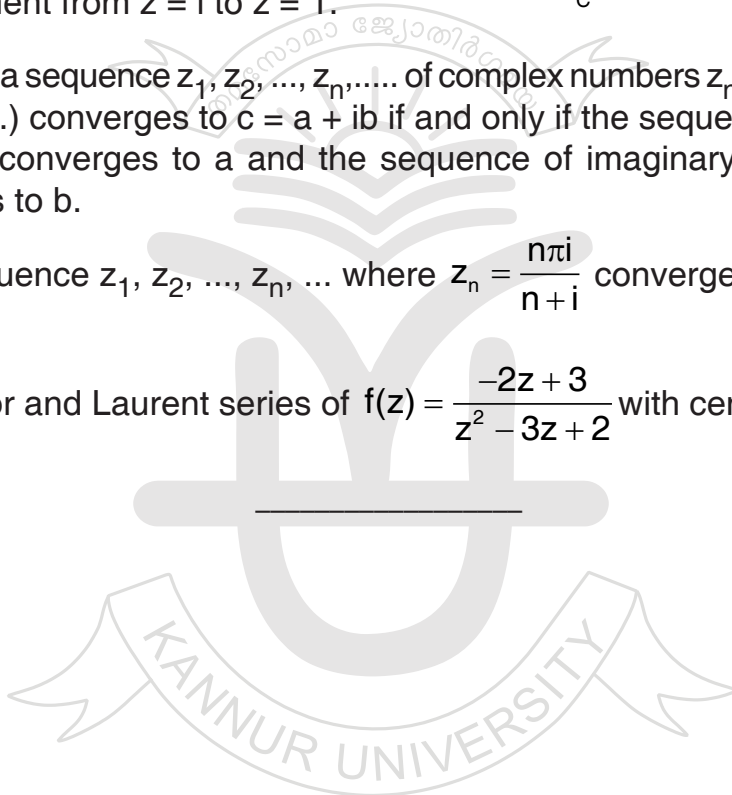 ment from z = i to z = 1. C
a sequence z₁, z₂, ..., zₙ,..... of complex numbers zₙ
.) converges to c = a + ib if and only if the seque
converges to a and the sequence of imaginary
s to b.
uence z₁, z₂, ..., zₙ, ... where zₙ = nπi / (n + i) converge
or and Laurent series of f(z) = (−2z + 3) / (z² − 3z + 2) with cen
KANNUR UNIVERSITY